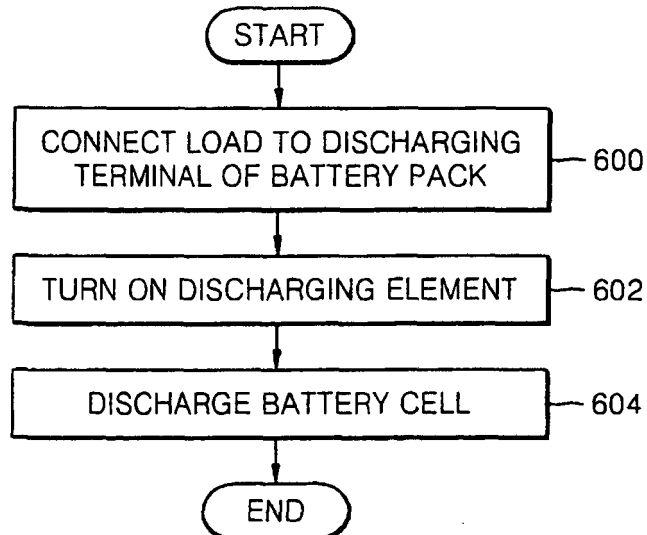 START
CONNECT LOAD TO DISCHARGING
TERMINAL OF BATTERY PACK
600
TURN ON DISCHARGING ELEMENT
602
DISCHARGE BATTERY CELL
604
END